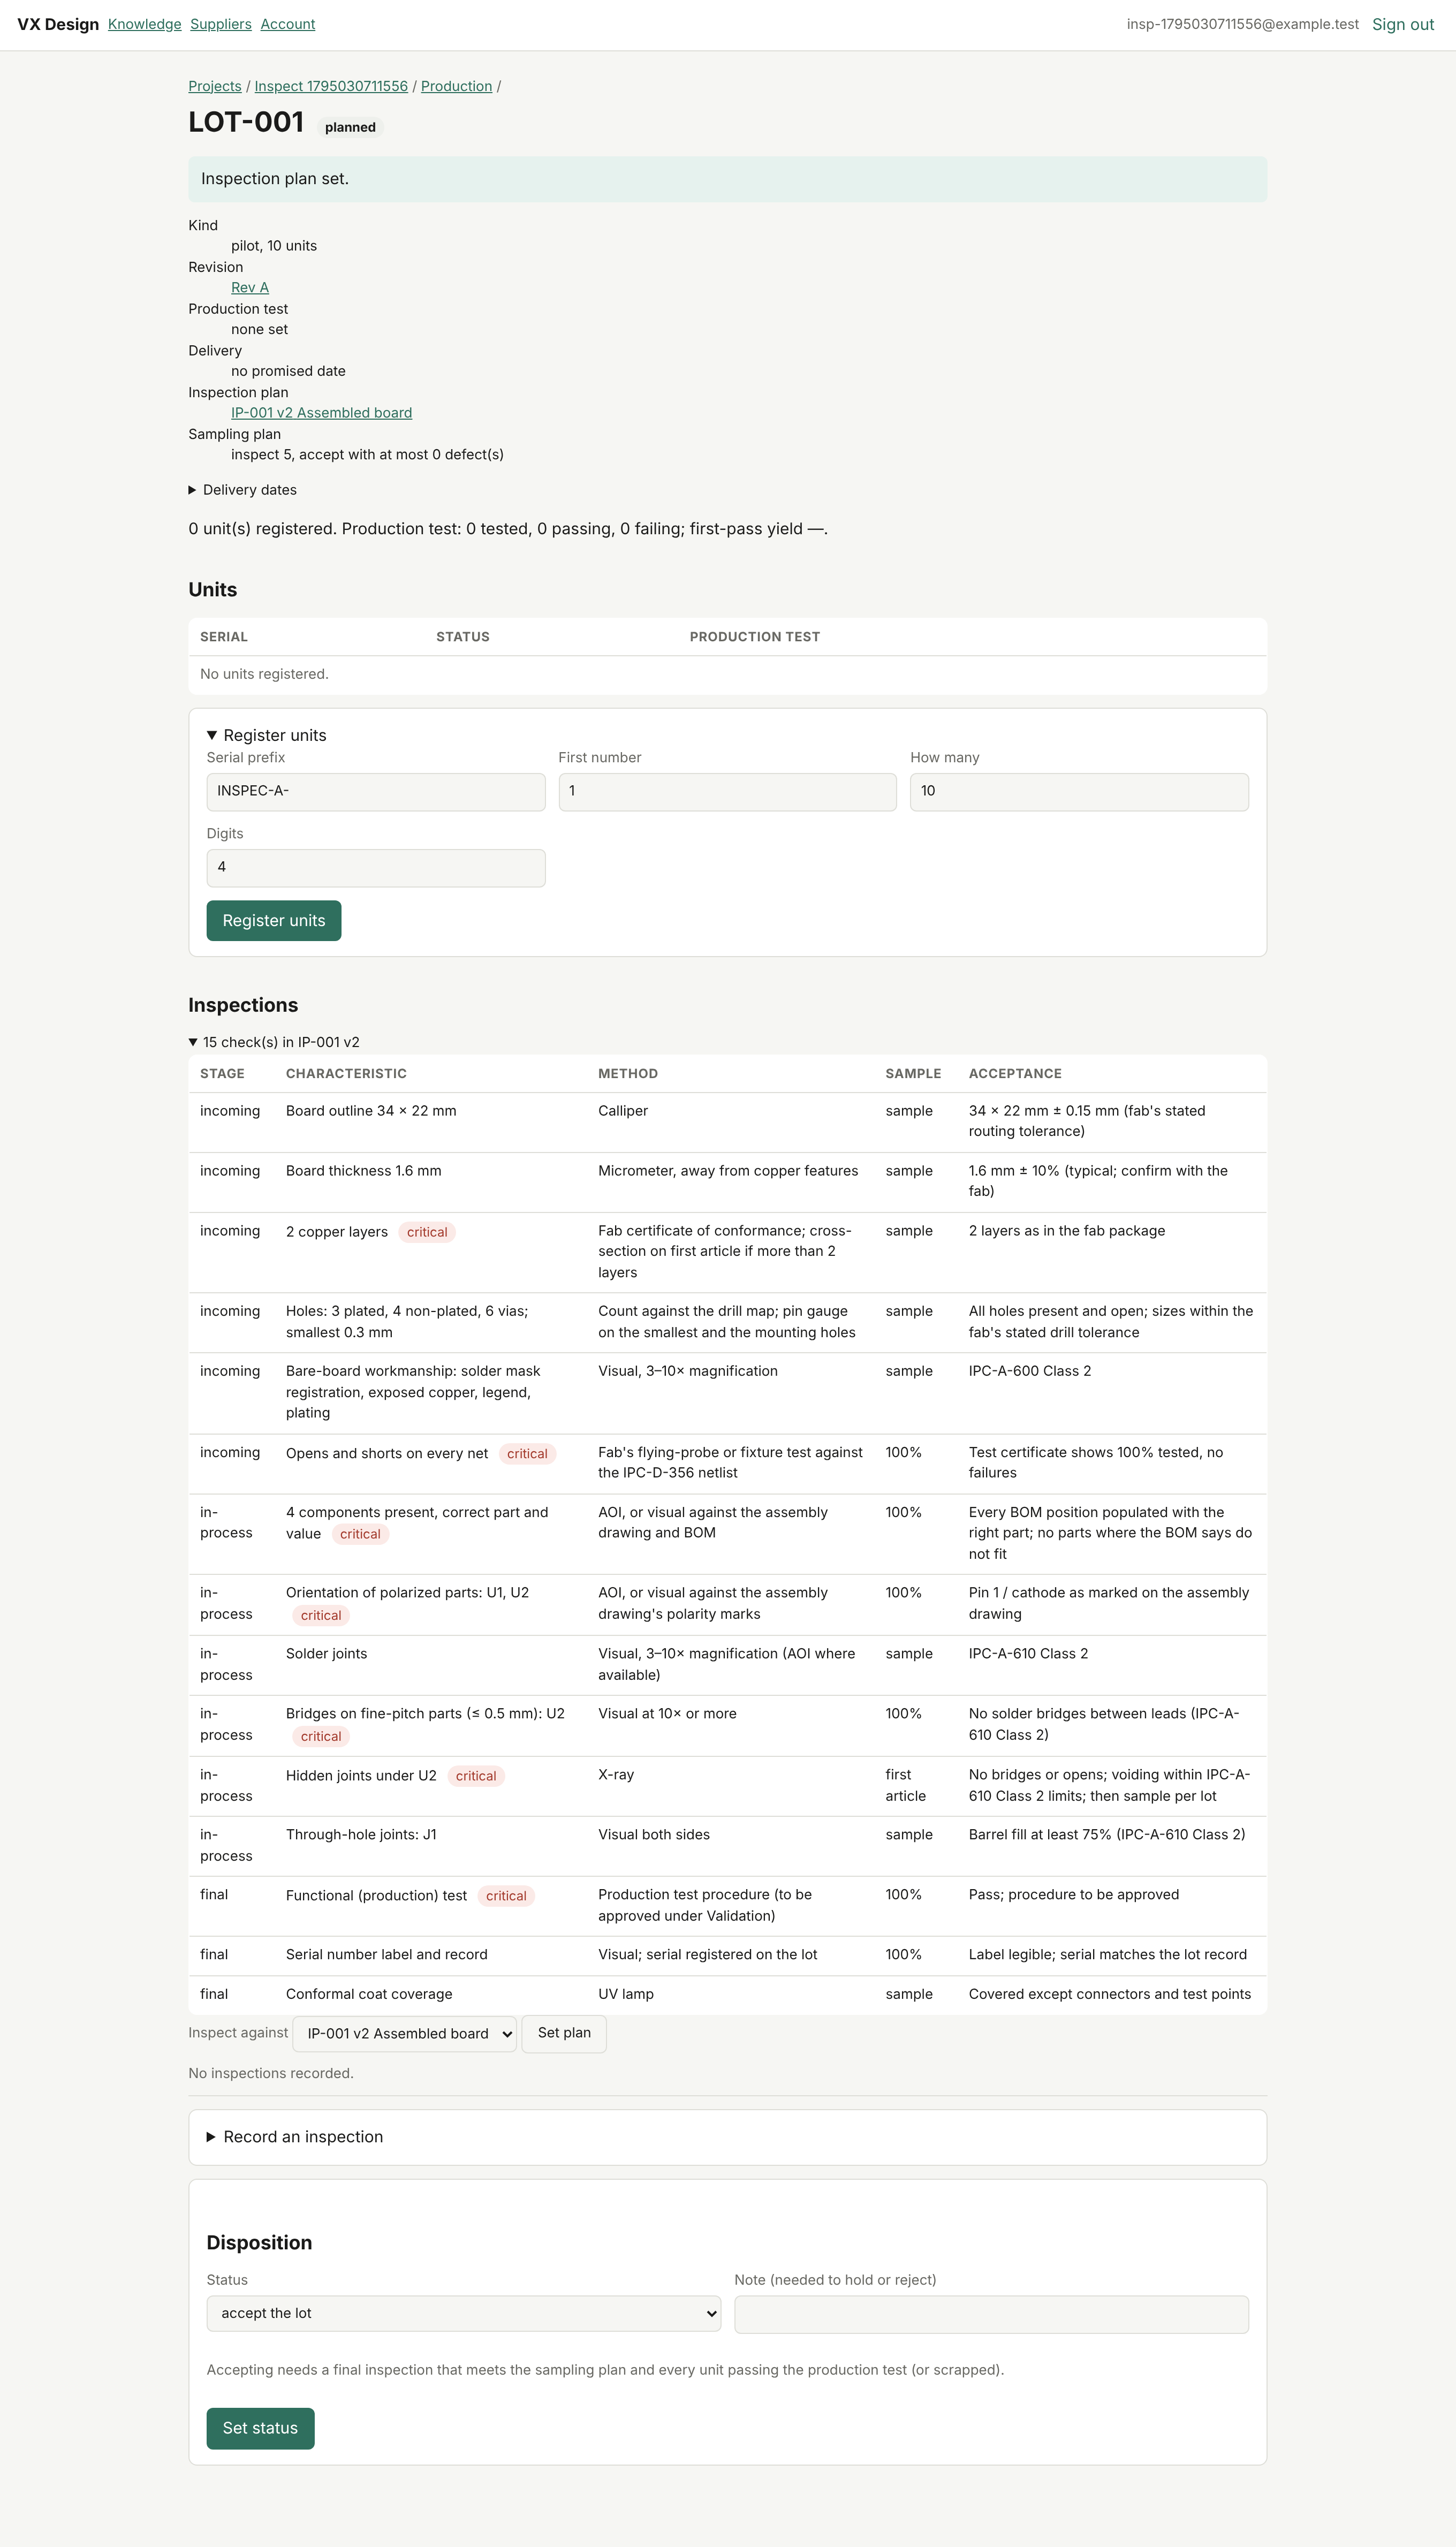 VX Design Knowledge Suppliers Account insp-1795030711556@example.test Sign out
Projects / Inspect 1795030711556 / Production /
LOT-001 planned
Inspection plan set.
Kind
pilot, 10 units
Revision
Rev A
Production test
none set
Delivery
no promised date
Inspection plan
IP-001 v2 Assembled board
Sampling plan
inspect 5, accept with at most 0 defect(s)
Delivery dates
0 unit(s) registered. Production test: 0 tested, 0 passing, 0 failing; first-pass yield —.
Units
SERIAL STATUS PRODUCTION TEST
No units registered.
Register units
Serial prefix First number How many
INSPEC-A- 1 10
Digits
4
Register units
Inspections
15 check(s) in IP-001 v2
STAGE CHARACTERISTIC METHOD SAMPLE ACCEPTANCE
incoming Board outline 34 × 22 mm Calliper sample 34 × 22 mm ± 0.15 mm (fab's stated
routing tolerance)
incoming Board thickness 1.6 mm Micrometer, away from copper features sample 1.6 mm ± 10% (typical; confirm with the
fab)
incoming 2 copper layers critical Fab certificate of conformance; cross- sample 2 layers as in the fab package
section on first article if more than 2
layers
incoming Holes: 3 plated, 4 non-plated, 6 vias; Count against the drill map; pin gauge sample All holes present and open; sizes within the
smallest 0.3 mm on the smallest and the mounting holes fab's stated drill tolerance
incoming Bare-board workmanship: solder mask Visual, 3–10× magnification sample IPC-A-600 Class 2
registration, exposed copper, legend,
plating
incoming Opens and shorts on every net critical Fab's flying-probe or fixture test against 100% Test certificate shows 100% tested, no
the IPC-D-356 netlist failures
in- 4 components present, correct part and AOI, or visual against the assembly 100% Every BOM position populated with the
process value critical drawing and BOM right part; no parts where the BOM says do
not fit
in- Orientation of polarized parts: U1, U2 AOI, or visual against the assembly 100% Pin 1 / cathode as marked on the assembly
process critical drawing's polarity marks drawing
in- Solder joints Visual, 3–10× magnification (AOI where sample IPC-A-610 Class 2
process available)
in- Bridges on fine-pitch parts (≤ 0.5 mm): U2 Visual at 10× or more 100% No solder bridges between leads (IPC-A-
process critical 610 Class 2)
in- Hidden joints under U2 critical X-ray first No bridges or opens; voiding within IPC-A-
process article 610 Class 2 limits; then sample per lot
in- Through-hole joints: J1 Visual both sides sample Barrel fill at least 75% (IPC-A-610 Class 2)
process
final Functional (production) test critical Production test procedure (to be 100% Pass; procedure to be approved
approved under Validation)
final Serial number label and record Visual; serial registered on the lot 100% Label legible; serial matches the lot record
final Conformal coat coverage UV lamp sample Covered except connectors and test points
Inspect against IP-001 v2 Assembled board Set plan
No inspections recorded.
Record an inspection
Disposition
Status Note (needed to hold or reject)
accept the lot
Accepting needs a final inspection that meets the sampling plan and every unit passing the production test (or scrapped).
Set status